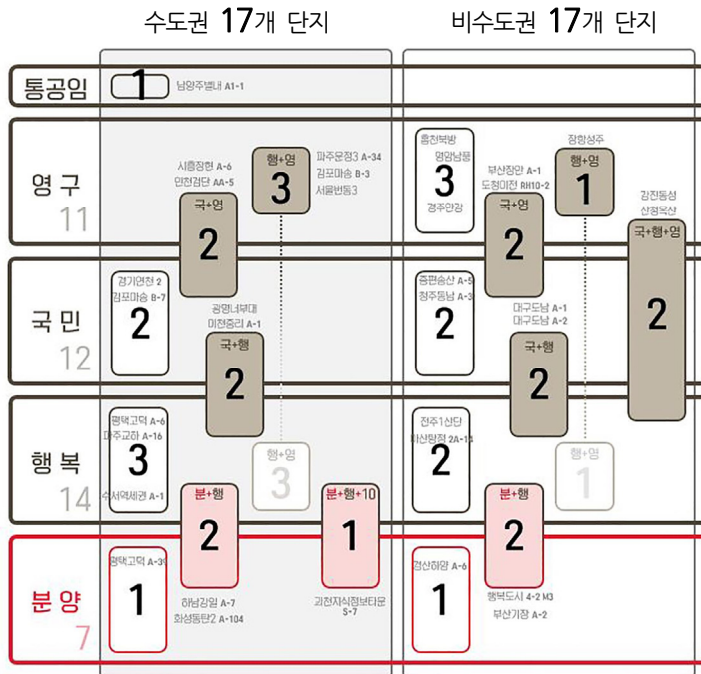 수도권 17개 단지
비수도권 17개 단지
통공임
1
남양주별내 A1-1
영구
11
시흥장현 A-6
인천검단 AA-5
국+영
2
행+영
3
파주운정3 A-34
김포마송 B-3
서울번동3
홍천북방
영암남풍
3
경주안강
부산장안 A-1
도청이전 RH10-2
국+영
2
장항성주
행+영
1
강진동성
산정옥산
국+행+영
2
국민
12
경기연천 2
김포마송 B-7
2
광명너부대
이천중리 A-1
국+행
2
증편송산 A-5
청주동남 A-3
2
대구도남 A-1
대구도남 A-2
국+행
2
행복
14
평택고덕 A-6
파주교하 A-16
3
수서역세권 A-1
행+영
3
전주1산단
아산탕정 2A-14
2
행+영
1
분+행
2
분+행+10
1
분+행
2
분양
7
평택고덕 A-39
1
하남감일 A-7
화성동탄2 A-104
과천지식정보타운
S-7
경산하양 A-6
1
행복도시 4-2 M3
부산기장 A-2